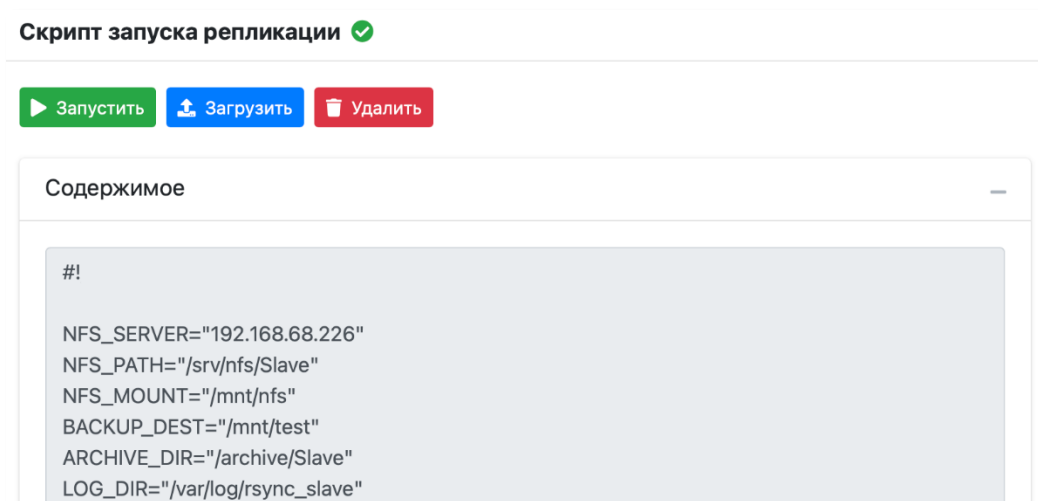 Скрипт запуска репликации
Запустить Загрузить Удалить
Содержимое
#!
NFS_SERVER="192.168.68.226"
NFS_PATH="/srv/nfs/Slave"
NFS_MOUNT="/mnt/nfs"
BACKUP_DEST="/mnt/test"
ARCHIVE_DIR="/archive/Slave"
LOG_DIR="/var/log/rsync_slave"